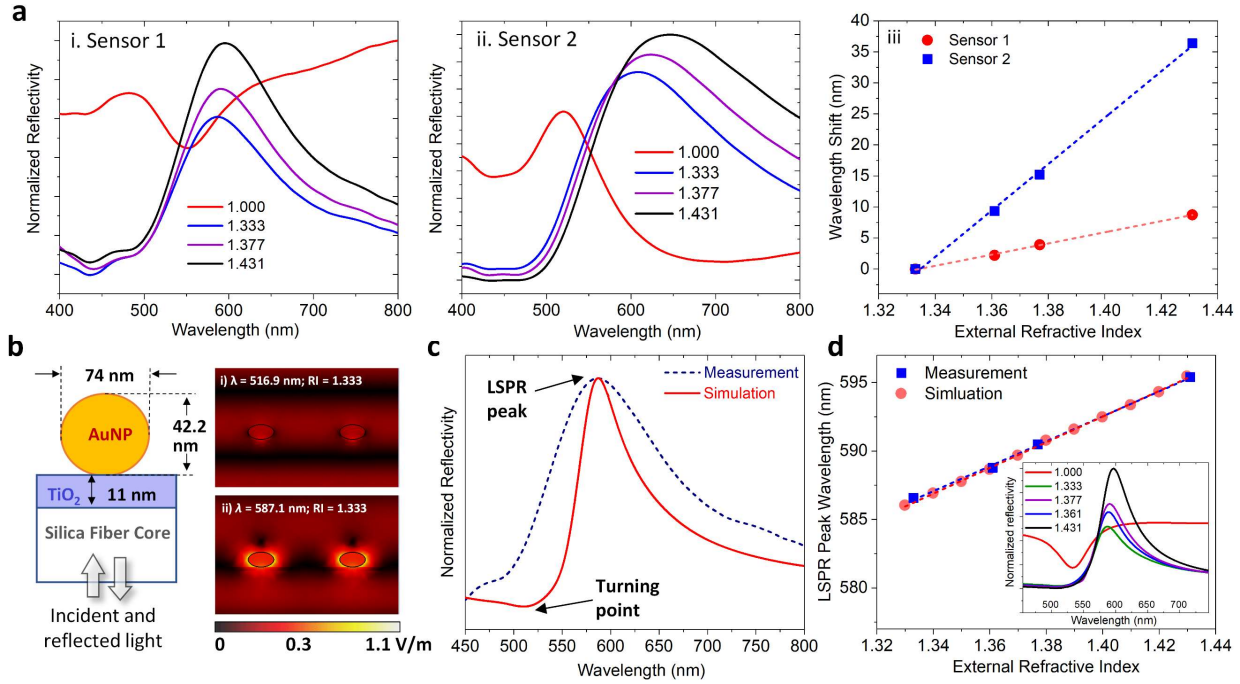 a
i. Sensor 1
Normalized Reflectivity
1.000
1.333
1.377
1.431
400 500 600 700 800
Wavelength (nm)
ii. Sensor 2
Normalized Reflectivity
1.000
1.333
1.377
1.431
400 500 600 700 800
Wavelength (nm)
iii
Sensor 1
Sensor 2
Wavelength Shift (nm)
40
35
30
25
20
15
10
5
0
1.34 1.36 1.38 1.40 1.42 1.44
External Refractive Index
b
74 nm
AuNP
42.2
nm
TiO2
11 nm
Silica Fiber Core
Incident and
reflected light
i) λ = 516.9 nm; RI = 1.333
ii) λ = 587.1 nm; RI = 1.333
0 0.3 1.1 V/m
c
Measurement
Simulation
LSPR
peak
Turning
point
Normalized Reflectivity
450 500 550 600 650 700 750 800
Wavelength (nm)
d
Measurement
Simluation
LSPR Peak Wavelength (nm)
595
590
585
580
1.32 1.34 1.36 1.38 1.40 1.42 1.44
External Refractive Index
1.000
1.333
1.377
1.361
1.431
Normalized reflectivity
500 550 600 650 700
Wavelength (nm)